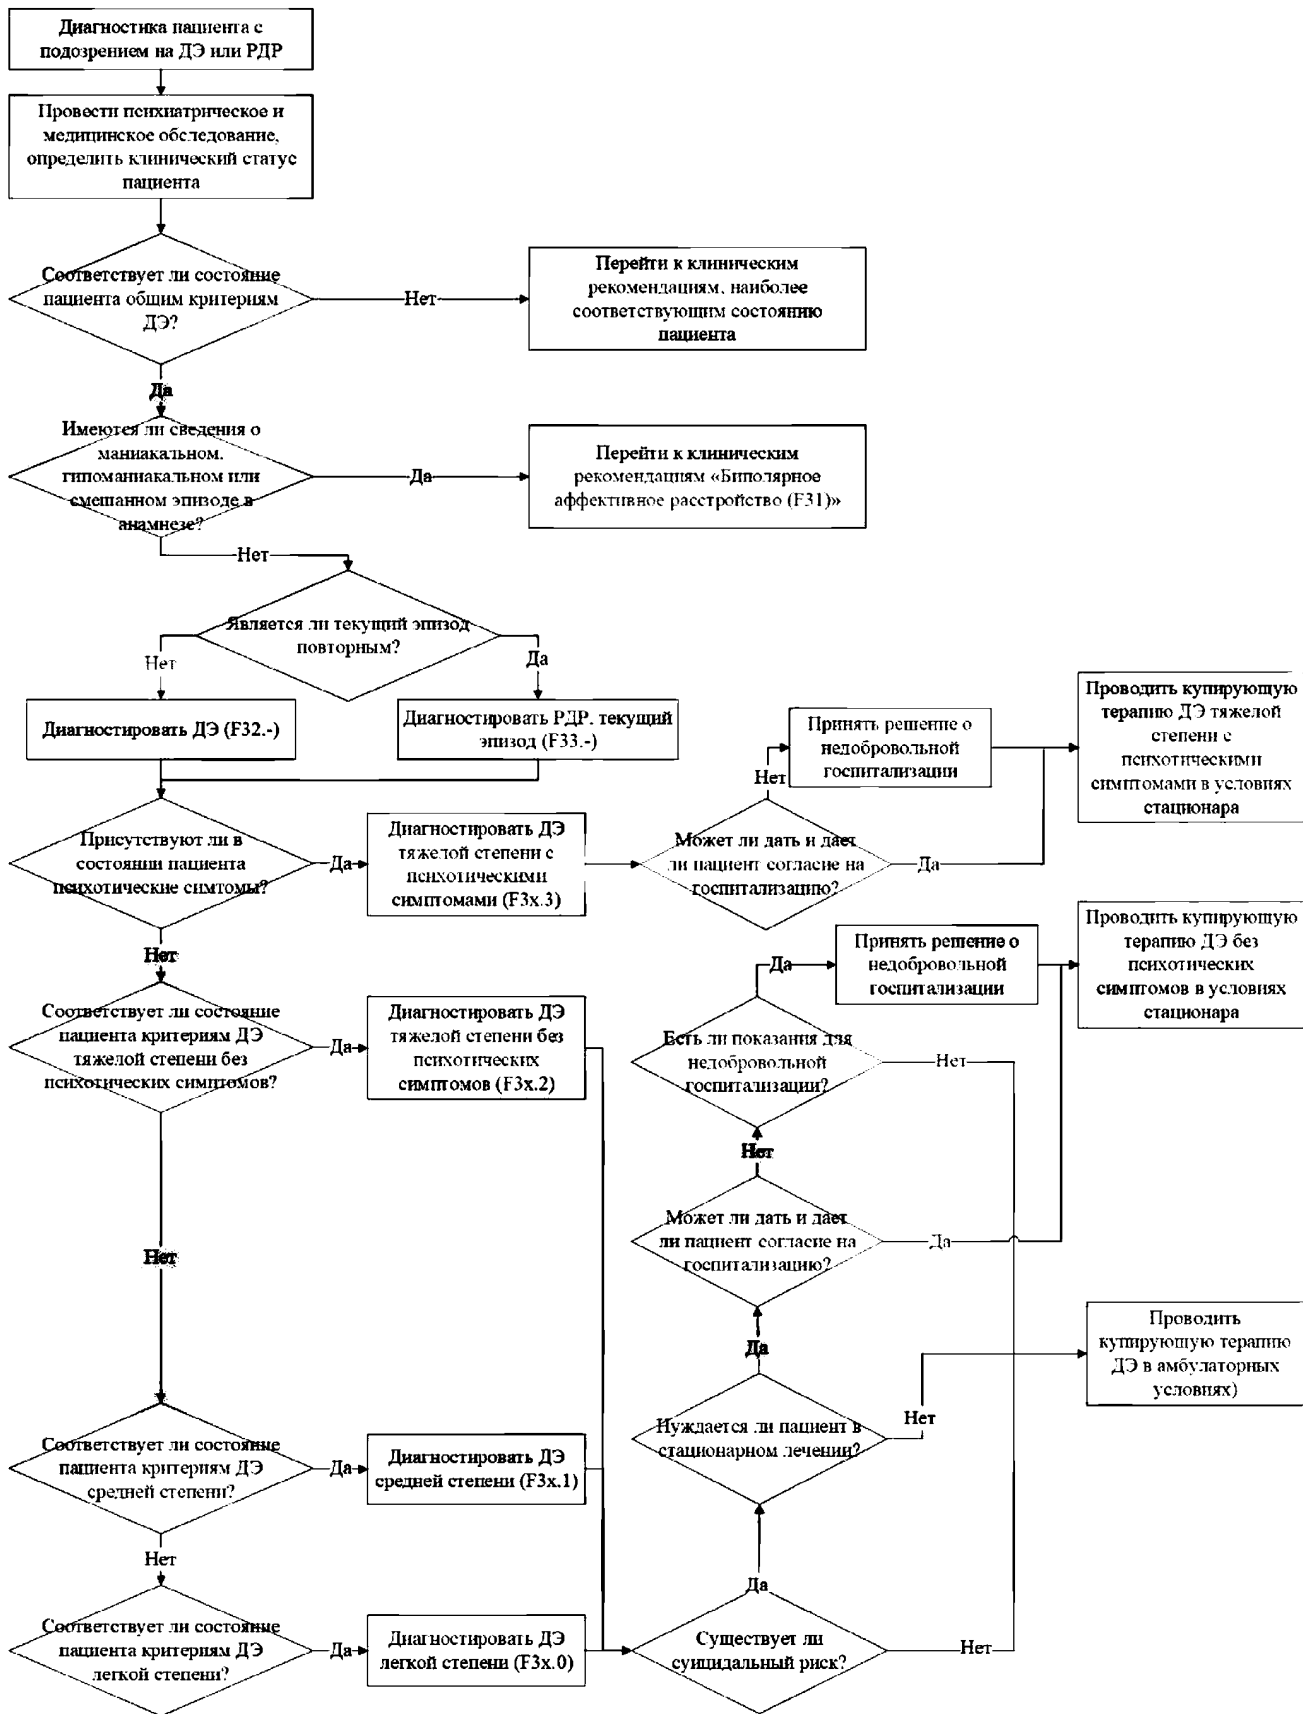 Диагностика пациента с
подозрением на ДЭ или РДР
Провести психиатрическое и
медицинское обследование,
определить клинический статус
пациента
Соответствует ли состояние
пациента общим критериям
ДЭ?
Нет
Перейти к клиническим
рекомендациям, наиболее
соответствующим состоянию
пациента
Да
Имеются ли сведения о
маниакальном,
гипоманиакальном или
смешанном эпизоде в
анамнезе?
Да
Перейти к клиническим
рекомендациям «Биполярное
аффективное расстройство (F31)»
Нет
Является ли текущий эпизод
повторным?
Нет
Да
Диагностировать ДЭ (F32.-)
Диагностировать РДР. текущий
эпизод (F33.-)
Присутствуют ли в
состоянии пациента
психотические симтомы?
Да
Диагностировать ДЭ
тяжелой степени с
психотическими
симптомами (F3x.3)
Может ли дать и дает
ли пациент согласие на
госпитализацию?
Нет
Принять решение о
недобровольной
госпитализации
Да
Проводить купирующую
терапию ДЭ тяжелой
степени с
психотическими
симптомами в условиях
стационара
Нет
Соответствует ли состояние
пациента критериям ДЭ
тяжелой степени без
психотических симптомов?
Да
Диагностировать ДЭ
тяжелой степени без
психотических
симптомов (F3x.2)
Есть ли показания для
недобровольной
госпитализации?
Да
Принять решение о
недобровольной
госпитализации
Нет
Проводить купирующую
терапию ДЭ без
психотических
симптомов в условиях
стационара
Нет
Может ли дать и дает
ли пациент согласие на
госпитализацию?
Да
Нет
Да
Проводить
купирующую терапию
ДЭ в амбулаторных
условиях)
Соответствует ли состояние
пациента критериям ДЭ
средней степени?
Да
Диагностировать ДЭ
средней степени (F3x.1)
Нуждается ли пациент в
стационарном лечении?
Нет
Нет
Да
Соответствует ли состояние
пациента критериям ДЭ
легкой степени?
Да
Диагностировать ДЭ
легкой степени (F3x.0)
Существует ли
суицидальный риск?
Нет